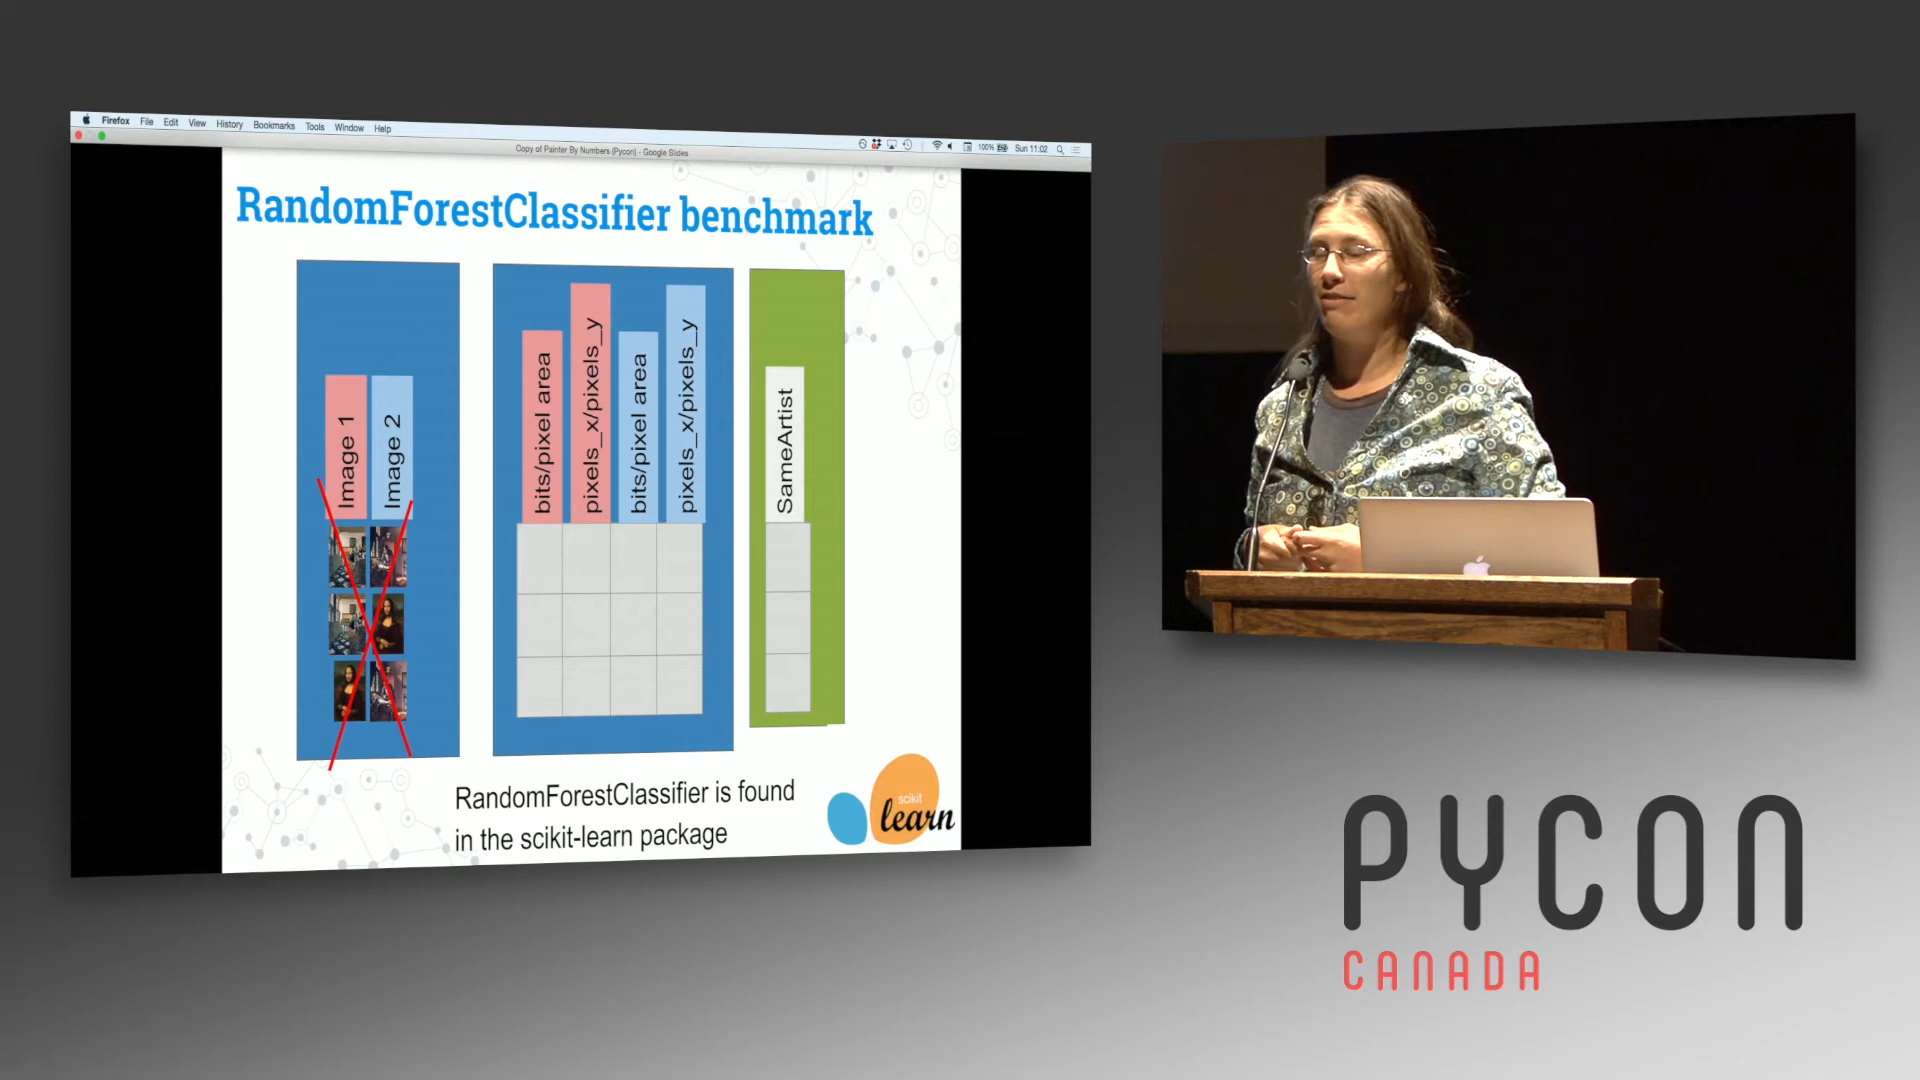 Firefox File Edit View History Bookmarks Tools Window Help
100% Sun 11:02
Copy of Painter By Numbers (Pycon) - Google Slides
RandomForestClassifier benchmark
Image 1
Image 2
bits/pixel area
pixels_x/pixels_y
bits/pixel area
pixels_x/pixels_y
SameArtist
RandomForestClassifier is found
in the scikit-learn package
scikit
learn
PYCON
CANADA